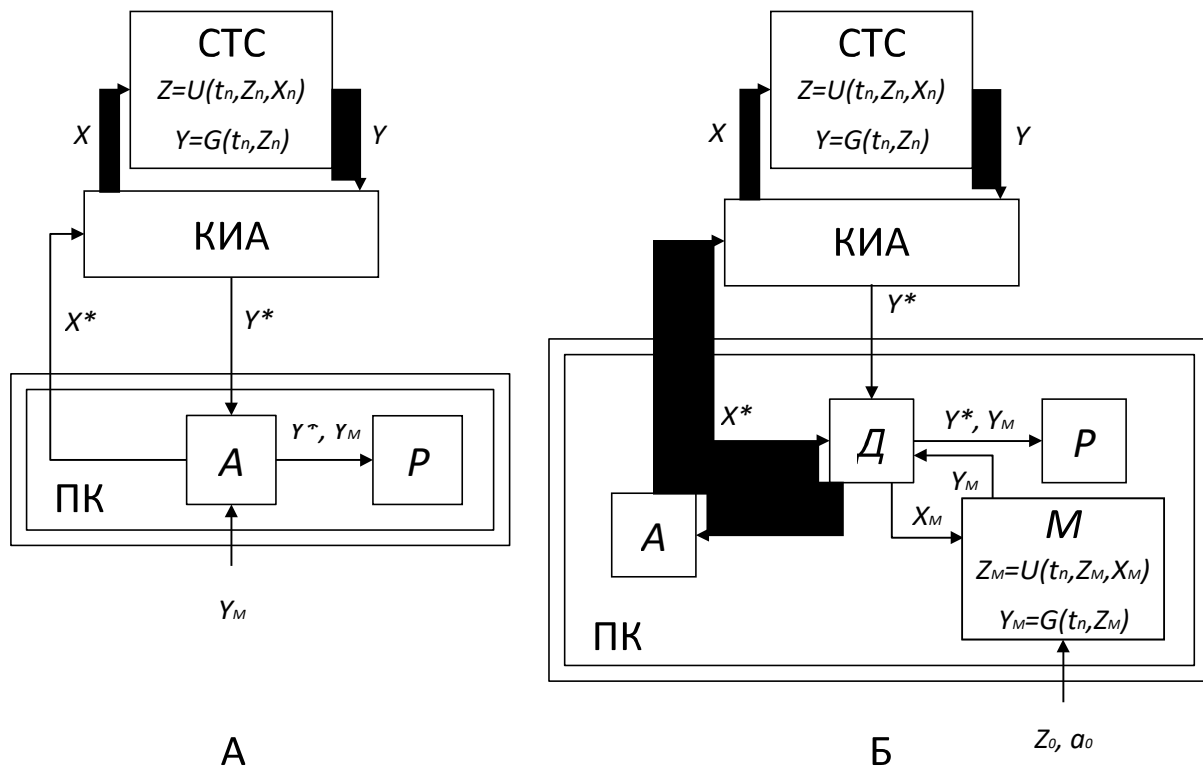 СТС
Z=U(tn,Zn,Xn)
Y=G(tn,Zn)
X
Y
КИА
X*
Y*
А
Y*, YM
Р
ПК
YM
А
СТС
Z=U(tn,Zn,Xn)
Y=G(tn,Zn)
X
Y
КИА
Y*
X*
Д
Y*, YM
Р
YM
XM
А
М
ZM=U(tn,ZM,XM)
YM=G(tn,ZM)
ПК
Z0, a0
Б